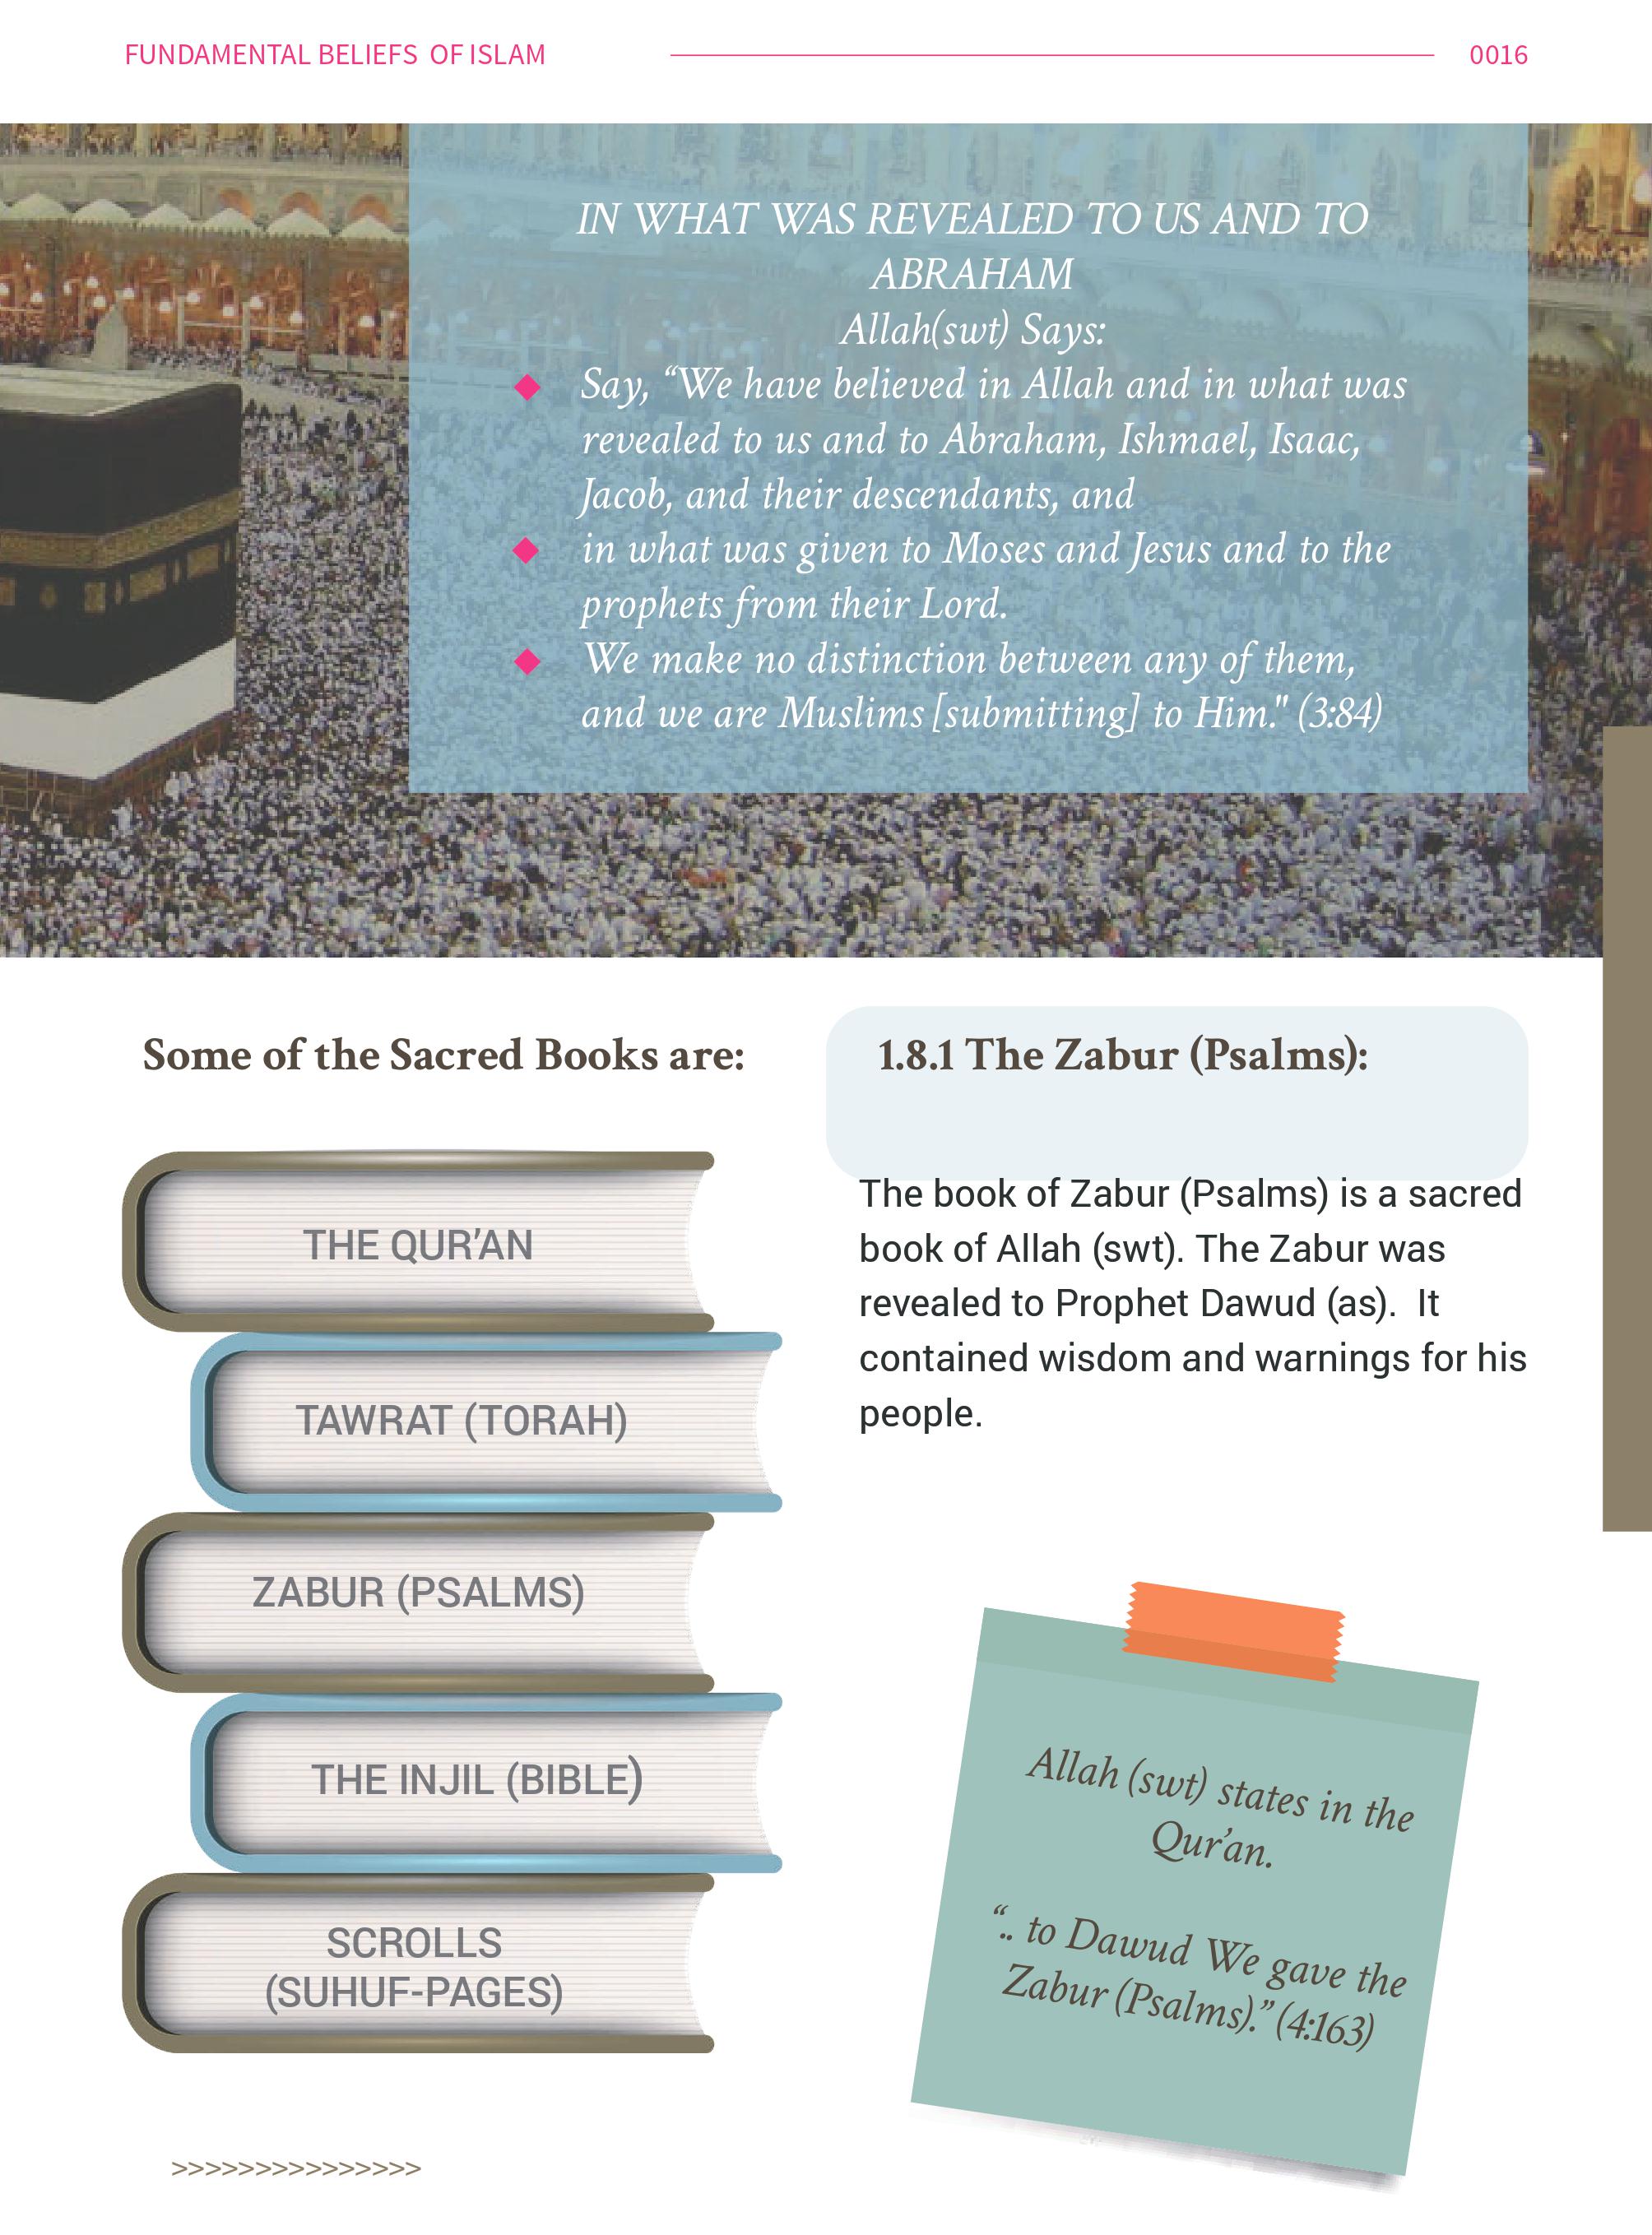 FUNDAMENTAL BELIEFS OF ISLAM
0016
IN WHAT WAS REVEALED TO US AND TO
ABRAHAM
Allah(swt) Says:
◆ Say, “We have believed in Allah and in what was
revealed to us and to Abraham, Ishmael, Isaac,
Jacob, and their descendants, and
◆ in what was given to Moses and Jesus and to the
prophets from their Lord.
◆ We make no distinction between any of them,
and we are Muslims [submitting] to Him." (3:84)
Some of the Sacred Books are:
THE QUR’AN
TAWRAT (TORAH)
ZABUR (PSALMS)
THE INJIL (BIBLE)
SCROLLS
(SUHUF-PAGES)
>>>>>>>>>>>>>>>
1.8.1 The Zabur (Psalms):
The book of Zabur (Psalms) is a sacred
book of Allah (swt). The Zabur was
revealed to Prophet Dawud (as). It
contained wisdom and warnings for his
people.
Allah (swt) states in the
Qur’an.
“.. to Dawud We gave the
Zabur (Psalms).” (4:163)